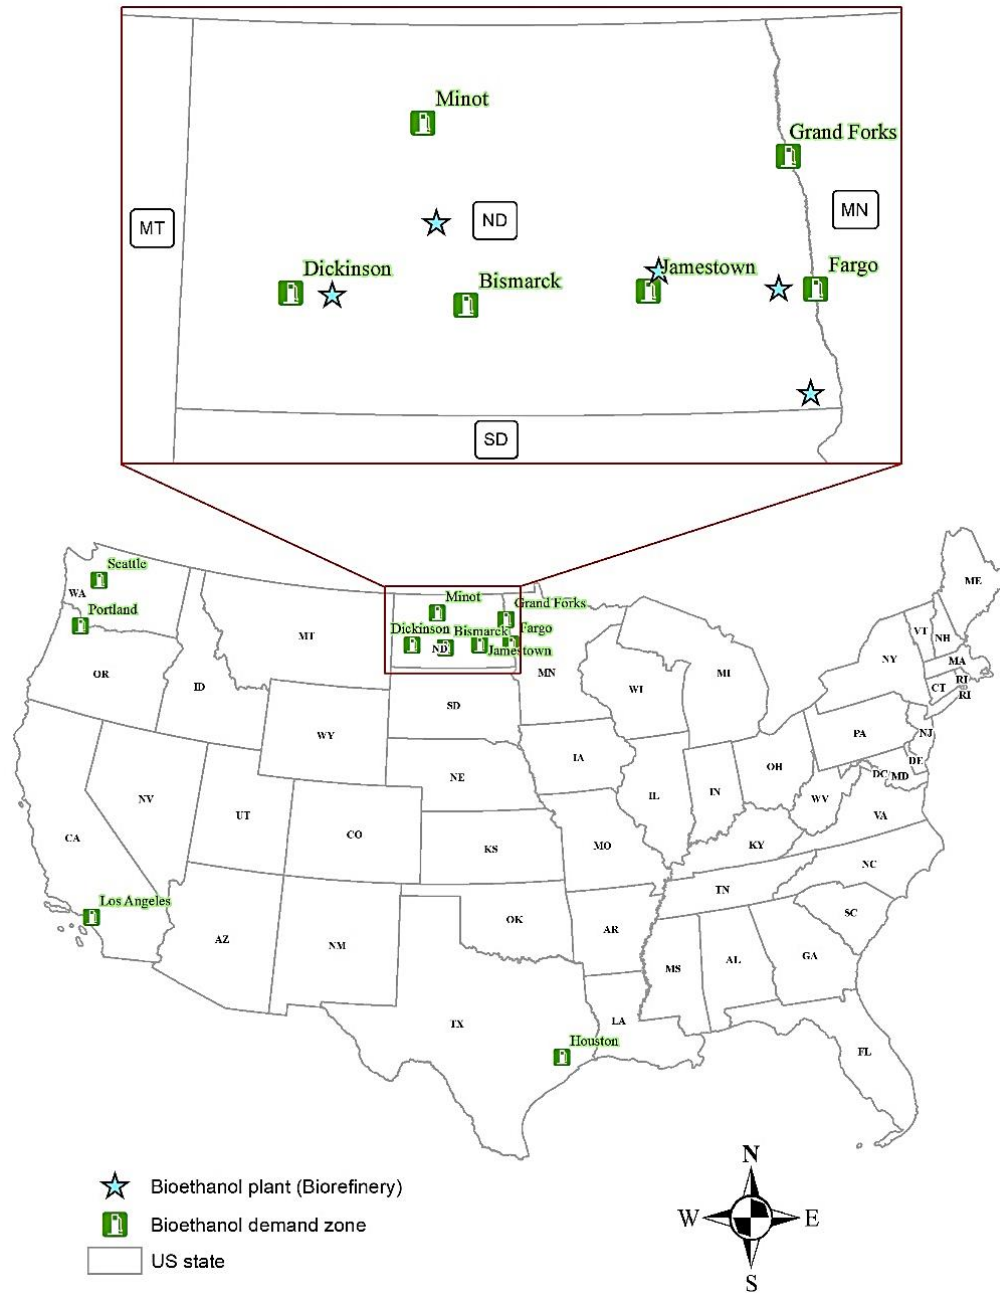 Minot
Grand Forks
MT
ND
MN
Dickinson
Bismarck
Jamestown
Fargo
SD
Seattle
WA
Portland
Minot
Grand Forks
Dickinson
Bismarck
Fargo
ND
Jamestown
MT
OR
ID
WY
SD
MN
WI
MI
NY
VT
NH
ME
MA
RI
CT
RI
NE
IA
PA
NJ
NV
UT
CO
KS
IL
IN
OH
DE
DC
MD
WV
VA
CA
MO
KY
NC
TN
Los Angeles
AZ
NM
OK
AR
SC
MS
AL
GA
TX
LA
Houston
FL
Bioethanol plant (Biorefinery)
Bioethanol demand zone
US state
N
W
E
S